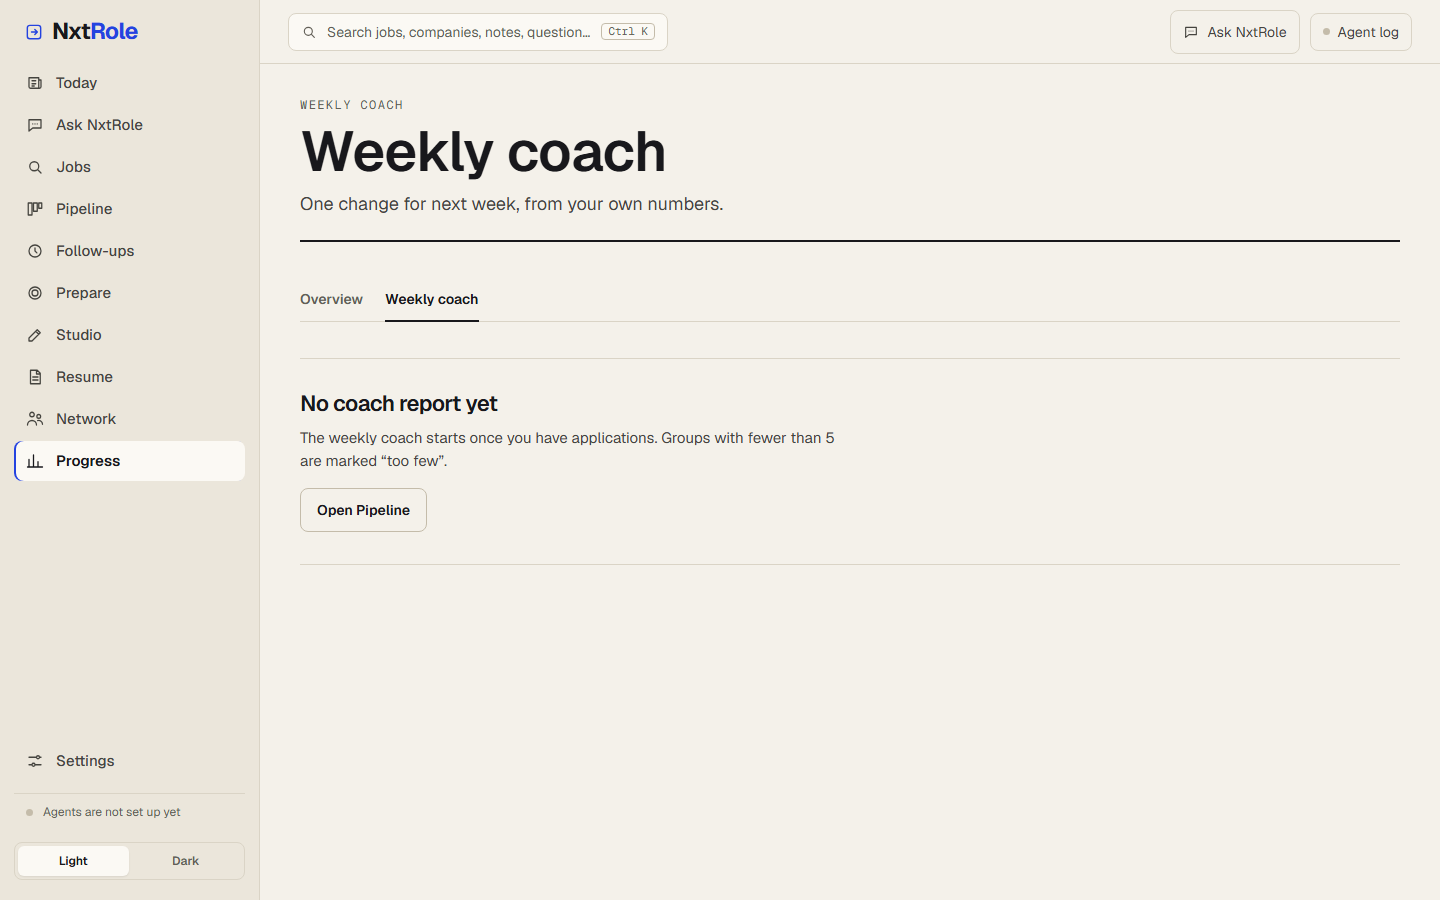 NxtRole
Search jobs, companies, notes, question...
Ctrl K
Ask NxtRole
Agent log
Today
Ask NxtRole
Jobs
Pipeline
Follow-ups
Prepare
Studio
Resume
Network
Progress
Settings
Agents are not set up yet
Light
Dark
WEEKLY COACH
Weekly coach
One change for next week, from your own numbers.
Overview
Weekly coach
No coach report yet
The weekly coach starts once you have applications. Groups with fewer than 5
are marked “too few”.
Open Pipeline